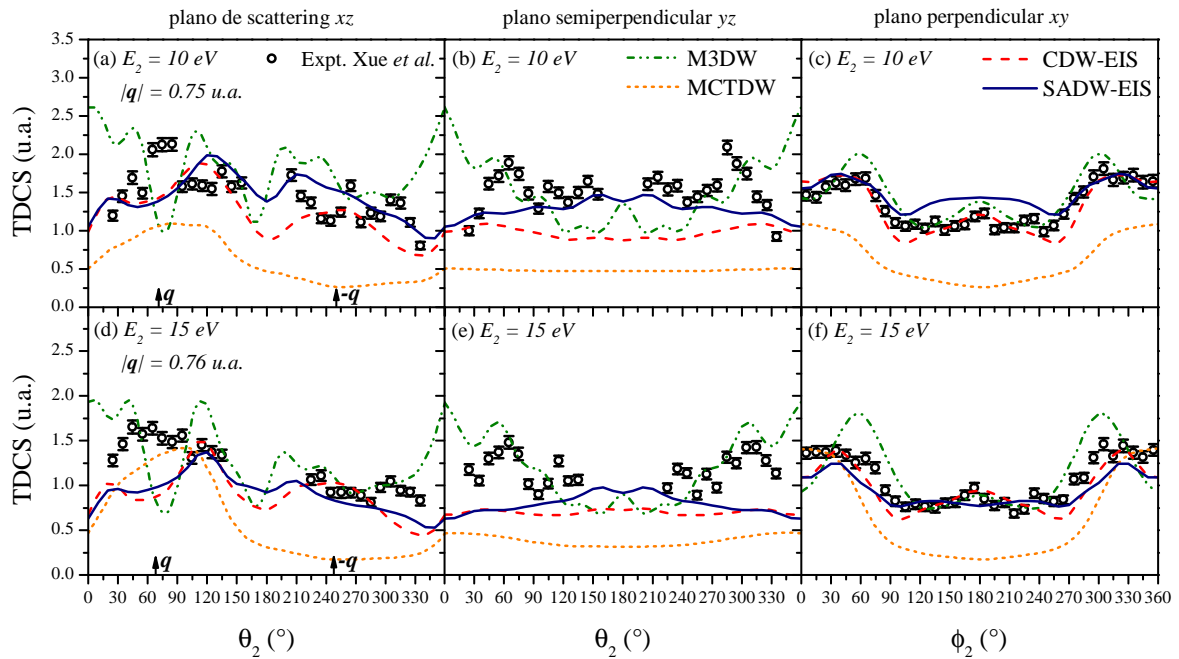 plano de scattering xz
plano semiperpendicular yz
plano perpendicular xy
(a) E2 = 10 eV
Expt. Xue et al.
|q| = 0.75 u.a.
(b) E2 = 10 eV
M3DW
MCTDW
(c) E2 = 10 eV
CDW-EIS
SADW-EIS
TDCS (u.a.)
3.5
3.0
2.5
2.0
1.5
1.0
0.5
0.0
q
-q
(d) E2 = 15 eV
|q| = 0.76 u.a.
(e) E2 = 15 eV
(f) E2 = 15 eV
TDCS (u.a.)
2.5
2.0
1.5
1.0
0.5
0.0
q
-q
0 30 60 90 120 150 180 210 240 270 300 330
0 30 60 90 120 150 180 210 240 270 300 330
0 30 60 90 120 150 180 210 240 270 300 330 360
θ2 (°)
θ2 (°)
ϕ2 (°)